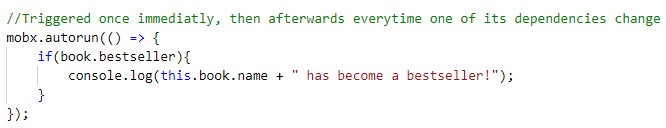 //Triggered once immediatly, then afterwards everytime one of its dependencies change
mobx.autorun(() => {
    if(book.bestseller){
        console.log(this.book.name + " has become a bestseller!");
    }
});